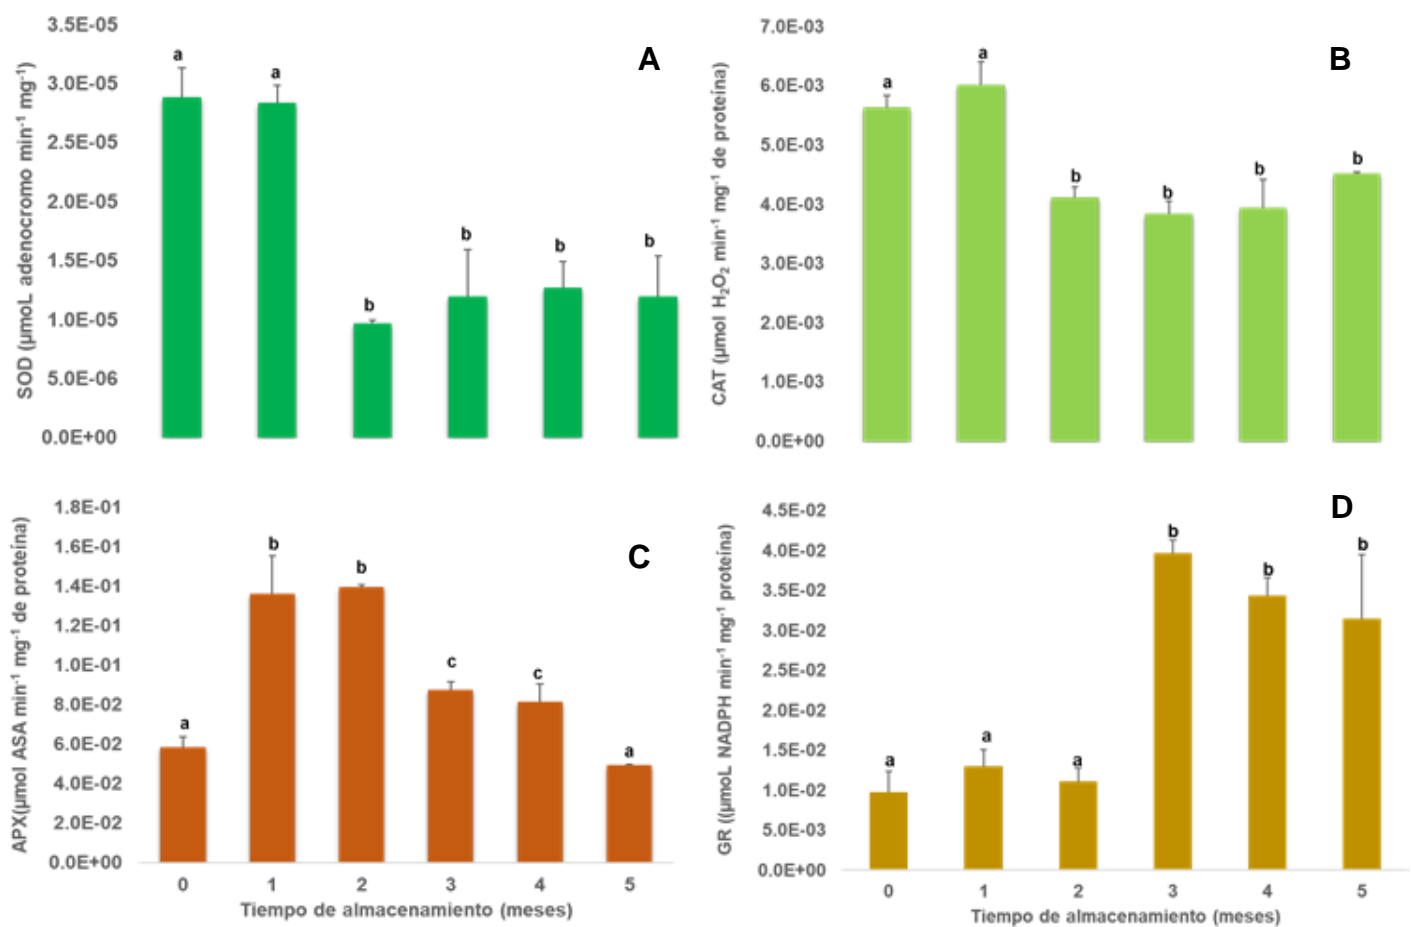 A
SOD (µmoL adenocromo min⁻¹ mg⁻¹)
3.5E-05
3.0E-05
2.5E-05
2.0E-05
1.5E-05
1.0E-05
5.0E-06
0.0E+00
a
a
b
b
b
b
B
CAT (µmol H₂O₂ min⁻¹ mg⁻¹ de proteína)
7.0E-03
6.0E-03
5.0E-03
4.0E-03
3.0E-03
2.0E-03
1.0E-03
0.0E+00
a
a
b
b
b
b
C
APX(µmol ASA min⁻¹ mg⁻¹ de proteína)
1.8E-01
1.6E-01
1.4E-01
1.2E-01
1.0E-01
8.0E-02
6.0E-02
4.0E-02
2.0E-02
0.0E+00
a
b
b
c
c
a
0 1 2 3 4 5
Tiempo de almacenamiento (meses)
D
GR ((µmoL NADPH min⁻¹ mg⁻¹ proteína)
4.5E-02
4.0E-02
3.5E-02
3.0E-02
2.5E-02
2.0E-02
1.5E-02
1.0E-02
5.0E-03
0.0E+00
a
a
a
b
b
b
0 1 2 3 4 5
Tiempo de almacenamiento (meses)